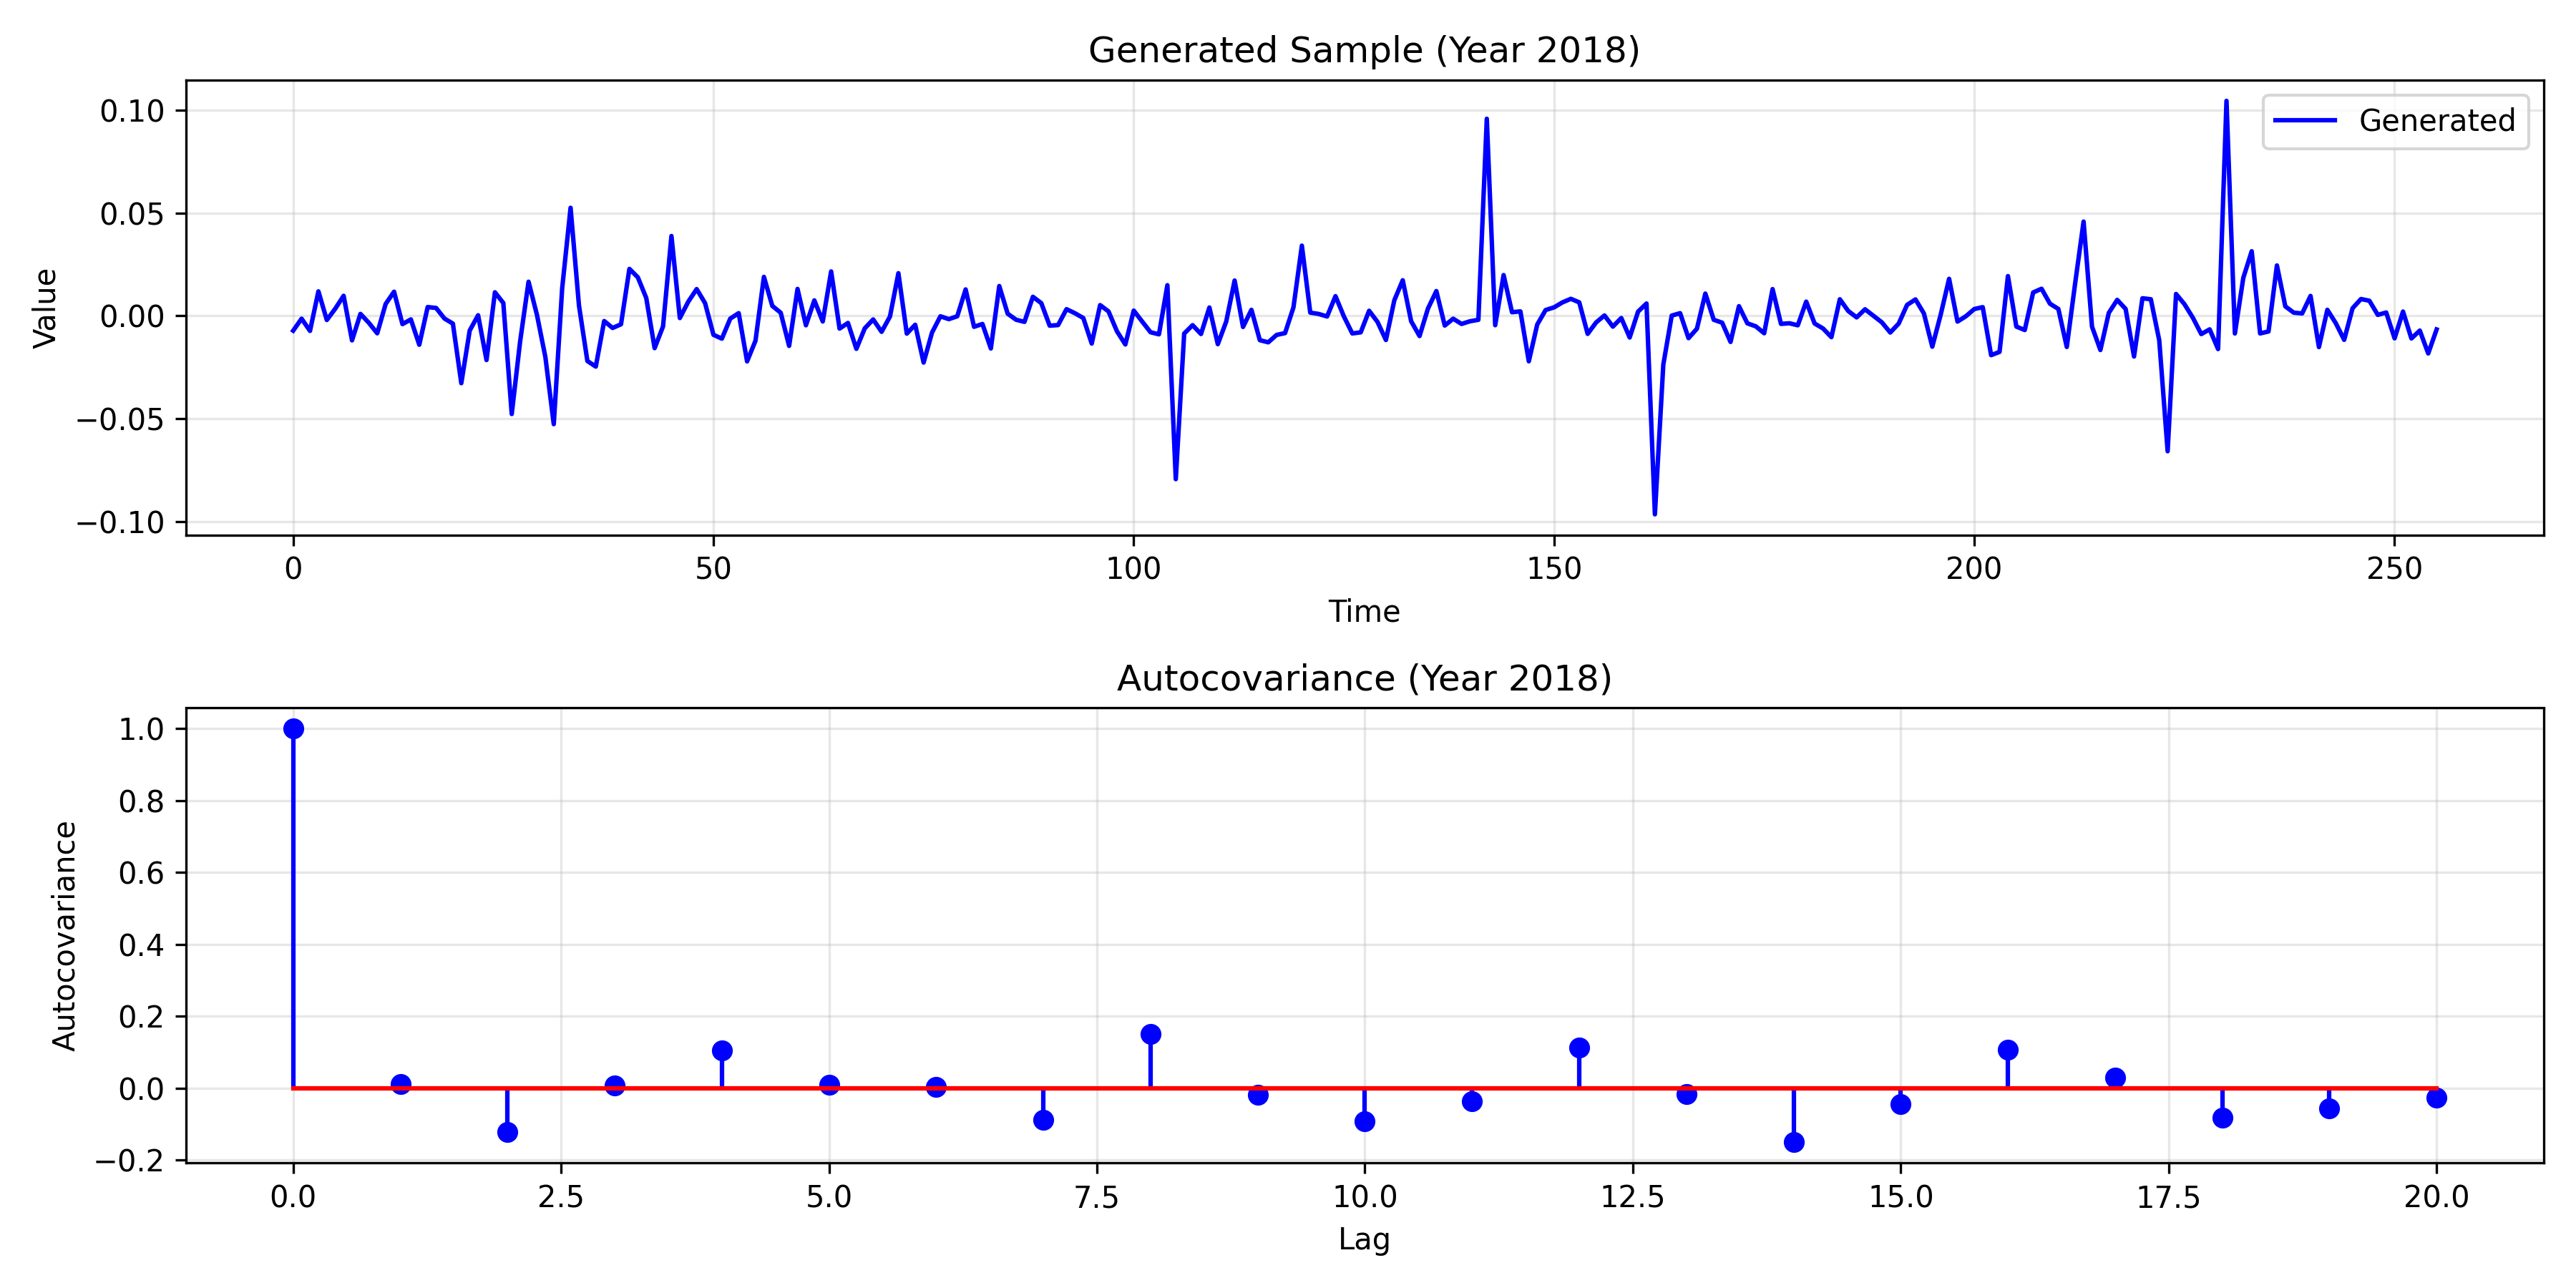 Generated Sample (Year 2018)
Generated
Value
0.10
0.05
0.00
−0.05
−0.10
0 50 100 150 200 250
Time
Autocovariance (Year 2018)
Autocovariance
1.0
0.8
0.6
0.4
0.2
0.0
−0.2
0.0 2.5 5.0 7.5 10.0 12.5 15.0 17.5 20.0
Lag